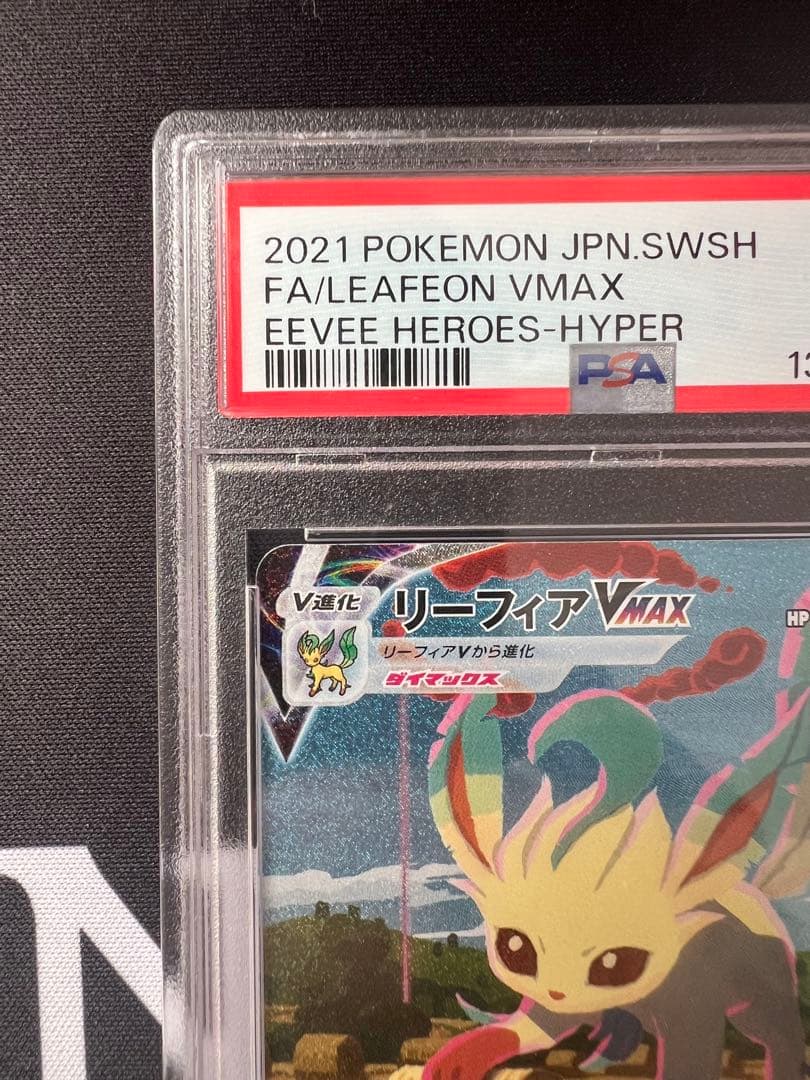 2021 POKEMON JPN.SWSH
FA/LEAFEON VMAX
EEVEE HEROES-HYPER
PSA
13
V進化
リーフィアVMAX
HP
リーフィアVから進化
ダイマックス
N